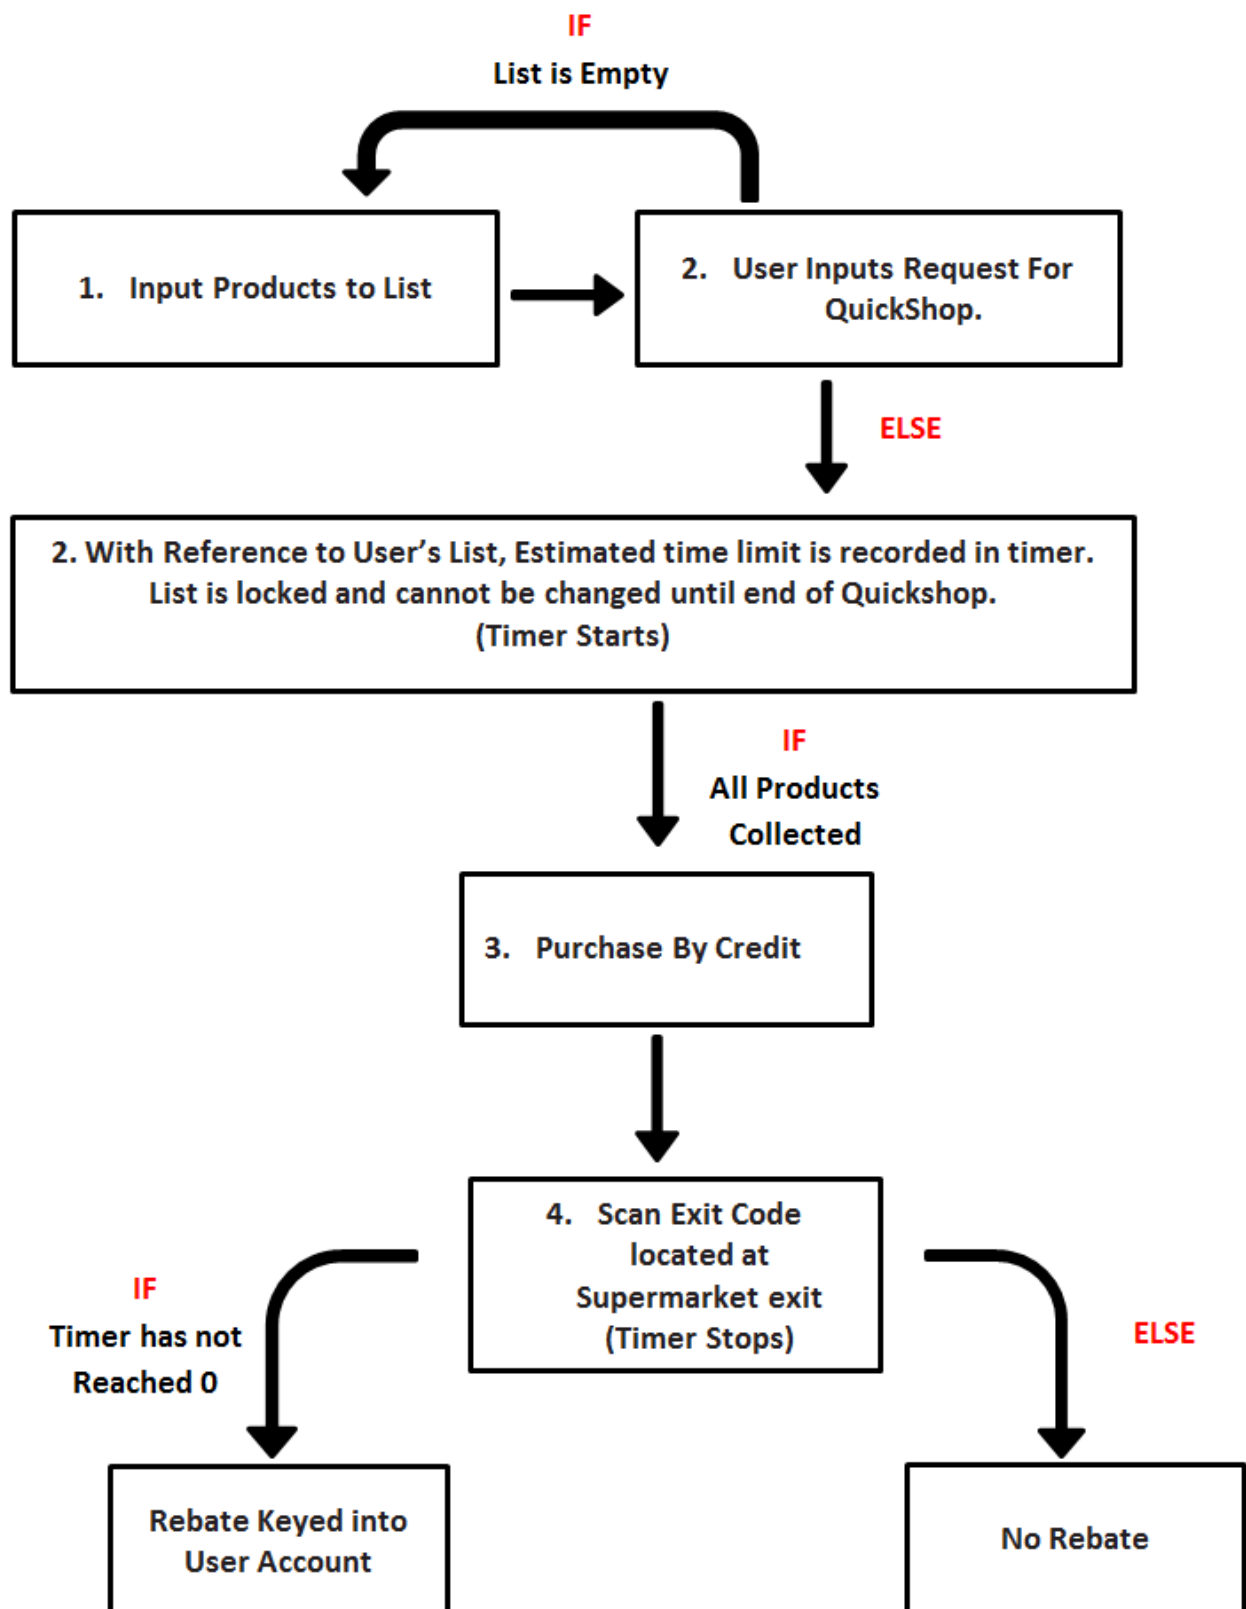 IF
List is Empty
1. Input Products to List
2. User Inputs Request For
QuickShop.
ELSE
2. With Reference to User's List, Estimated time limit is recorded in timer.
List is locked and cannot be changed until end of Quickshop.
(Timer Starts)
IF
All Products
Collected
3. Purchase By Credit
4. Scan Exit Code
located at
Supermarket exit
(Timer Stops)
IF
Timer has not
Reached 0
ELSE
Rebate Keyed into
User Account
No Rebate